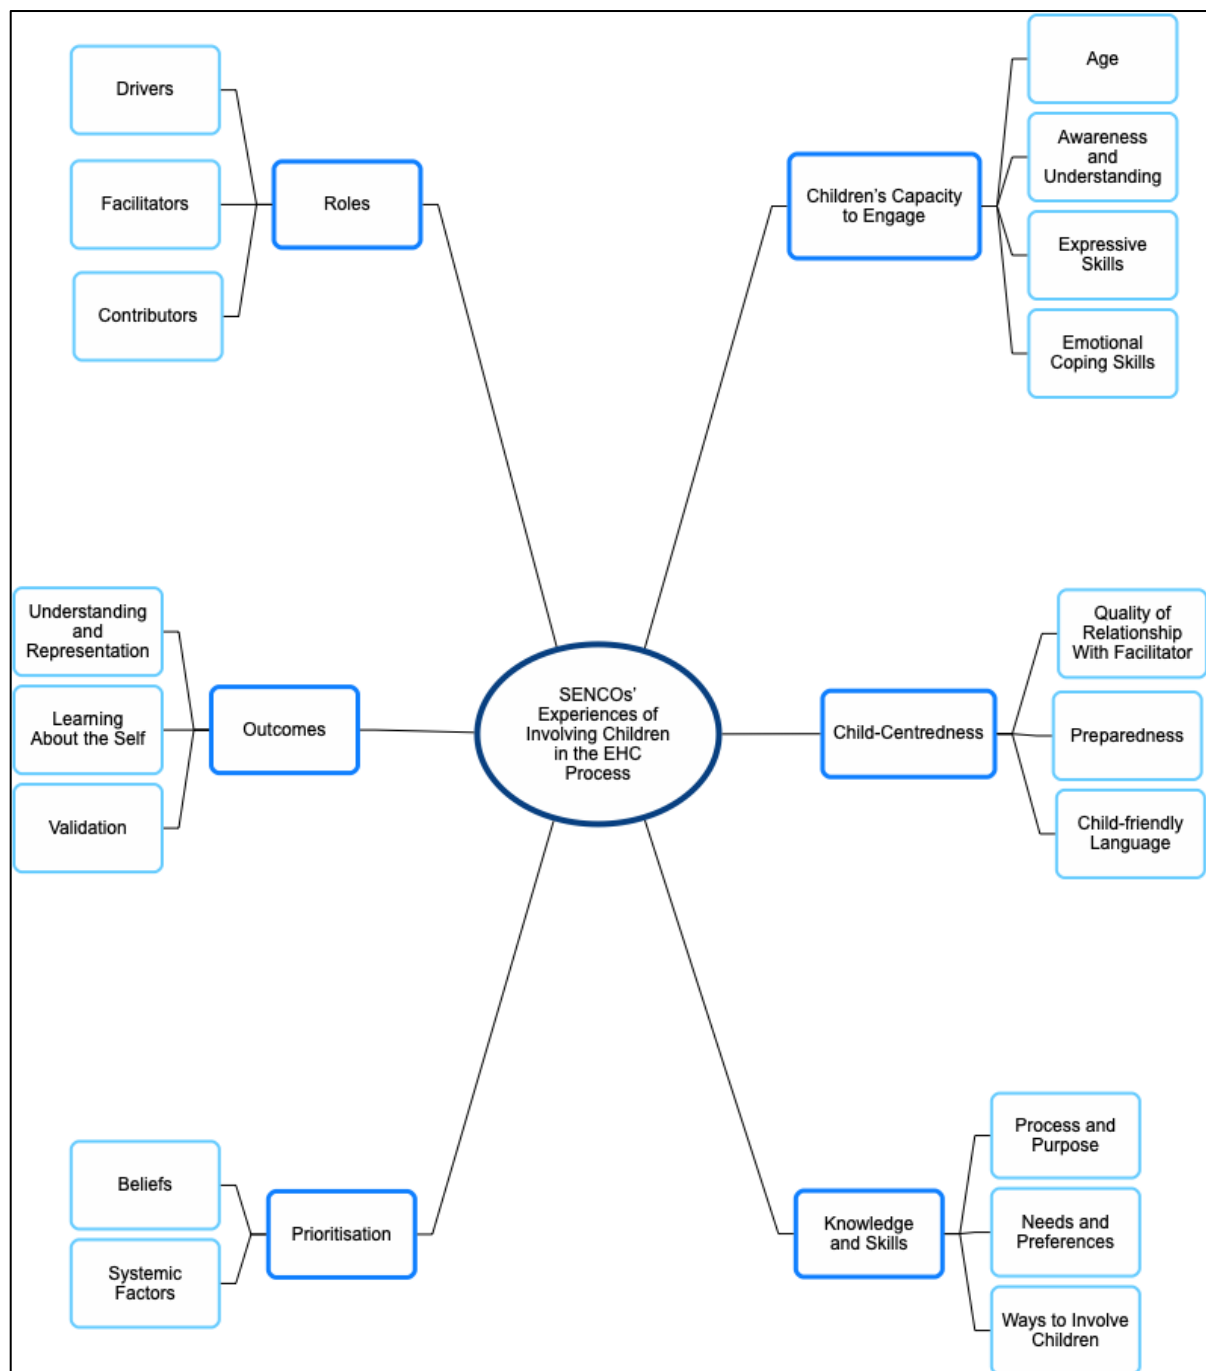 Drivers
Facilitators
Contributors
Roles
Children's Capacity
to Engage
Age
Awareness
and
Understanding
Expressive
Skills
Emotional
Coping Skills
Understanding
and
Representation
Learning
About the Self
Validation
Outcomes
SENCOs'
Experiences of
Involving Children
in the EHC
Process
Child-Centredness
Quality of
Relationship
With Facilitator
Preparedness
Child-friendly
Language
Beliefs
Systemic
Factors
Prioritisation
Knowledge
and Skills
Process and
Purpose
Needs and
Preferences
Ways to Involve
Children